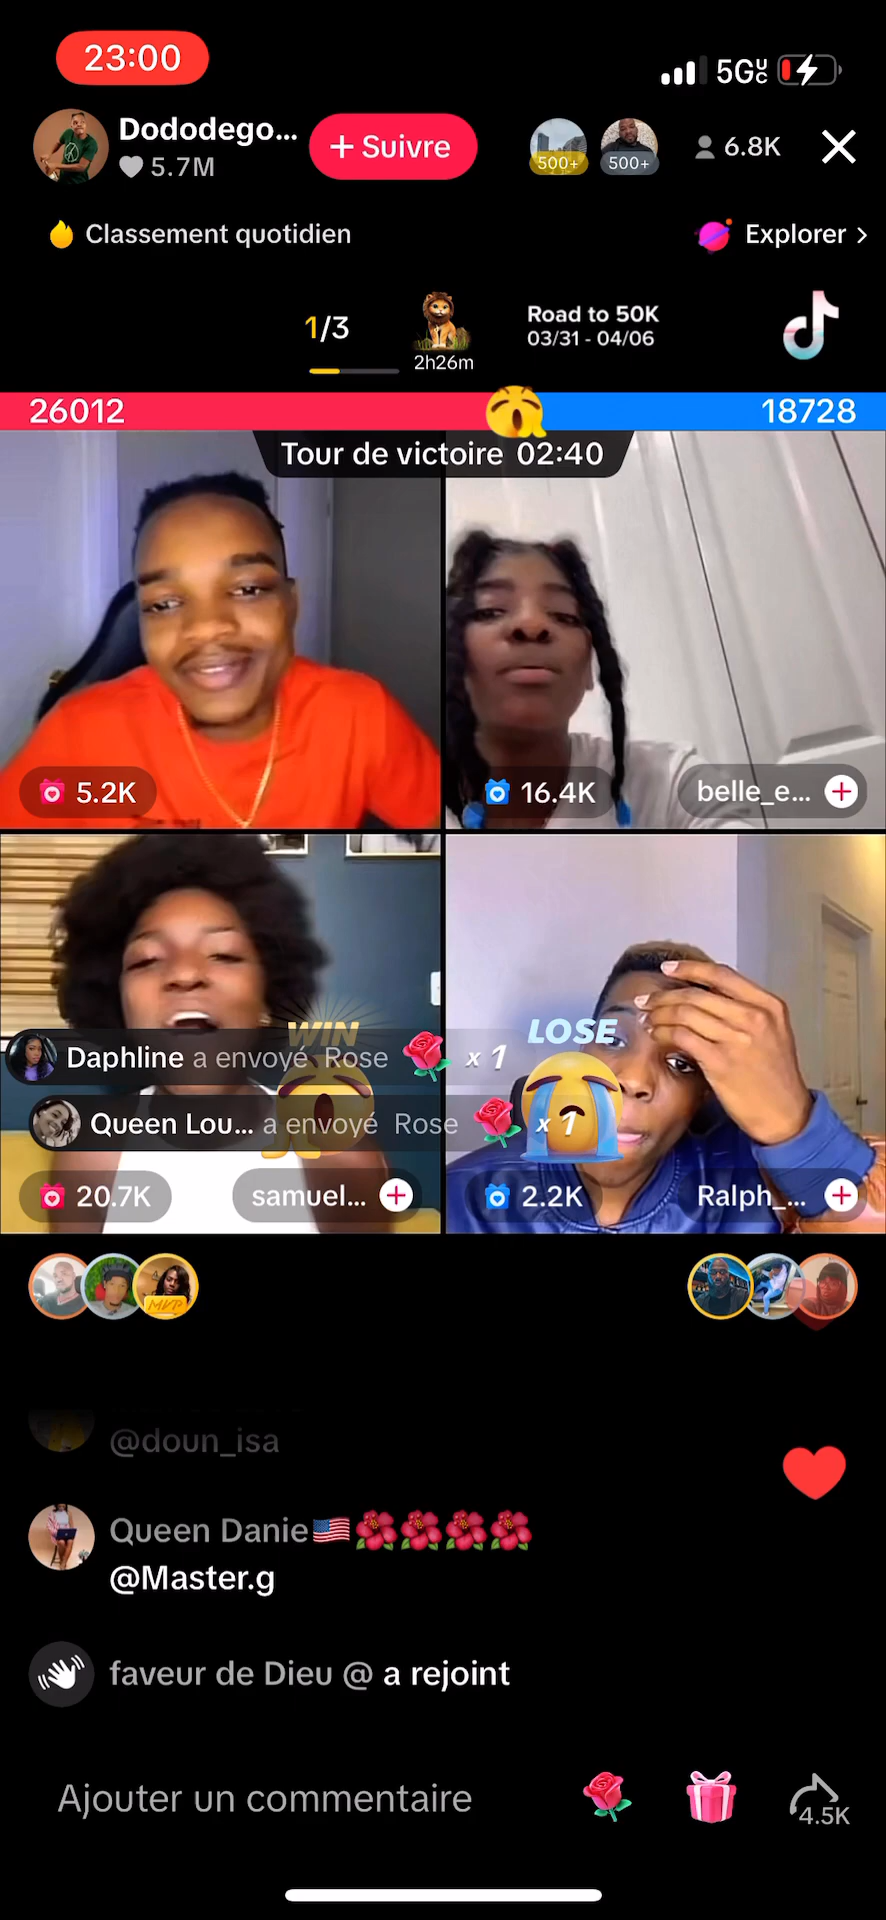 23:00
5G UC
Dododego...
+ Suivre
5.7M
500+
500+
6.8K
Classement quotidien
Explorer >
1/3
2h26m
Road to 50K
03/31 - 04/06
26012
18728
Tour de victoire 02:40
5.2K
16.4K
belle_e...
WIN
LOSE
Daphline a envoyé Rose x 1
Queen Lou... a envoyé Rose x 1
20.7K
samuel...
2.2K
Ralph_...
MVP
@doun_isa
Queen Danie🇺🇸🌺🌺🌺🌺
@Master.g
faveur de Dieu @ a rejoint
Ajouter un commentaire
4.5K